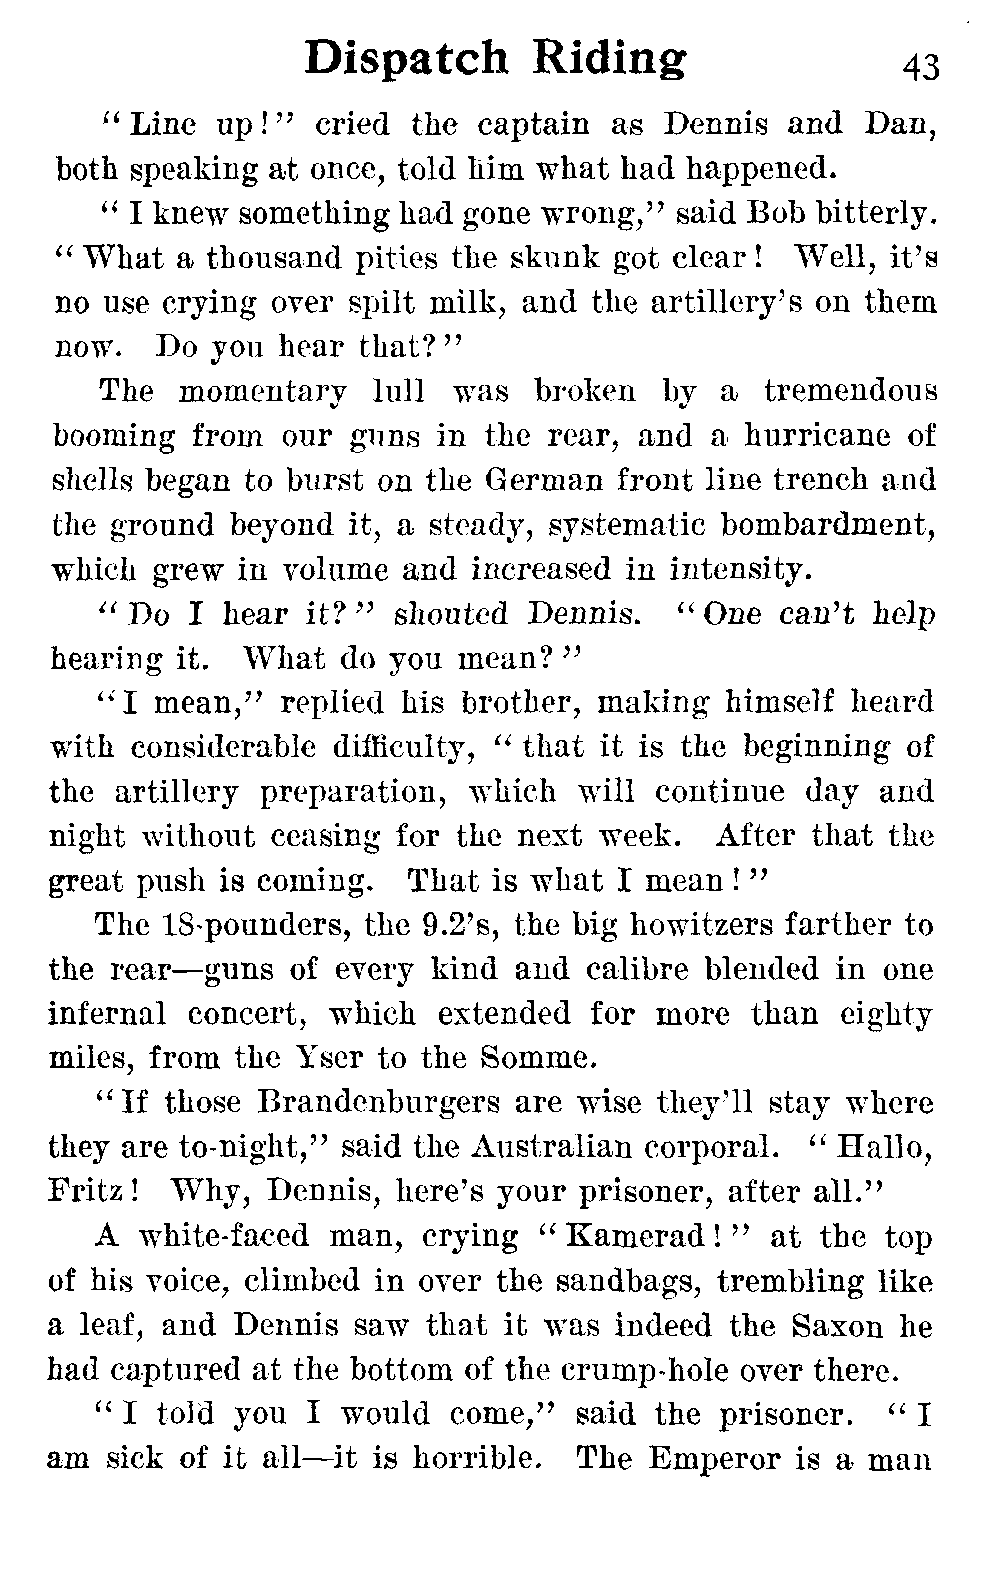 Dispatch Riding 43
"Line up!" cried the captain as Dennis and Dan,
both speaking at once, told him what had happened.
"I knew something had gone wrong," said Bob bitterly.
"What a thousand pities the skunk got clear! Well, it's
no use crying over spilt milk, and the artillery's on them
now. Do you hear that?"
The momentary lull was broken by a tremendous
booming from our guns in the rear, and a hurricane of
shells began to burst on the German front line trench and
the ground beyond it, a steady, systematic bombardment,
which grew in volume and increased in intensity.
"Do I hear it?" shouted Dennis. "One can't help
hearing it. What do you mean?"
"I mean," replied his brother, making himself heard
with considerable difficulty, "that it is the beginning of
the artillery preparation, which will continue day and
night without ceasing for the next week. After that the
great push is coming. That is what I mean!"
The 18-pounders, the 9.2's, the big howitzers farther to
the rear—guns of every kind and calibre blended in one
infernal concert, which extended for more than eighty
miles, from the Yser to the Somme.
"If those Brandenburgers are wise they'll stay where
they are to-night," said the Australian corporal. "Hallo,
Fritz! Why, Dennis, here's your prisoner, after all."
A white-faced man, crying "Kamerad!" at the top
of his voice, climbed in over the sandbags, trembling like
a leaf, and Dennis saw that it was indeed the Saxon he
had captured at the bottom of the crump-hole over there.
"I told you I would come," said the prisoner. "I
am sick of it all—it is horrible. The Emperor is a man